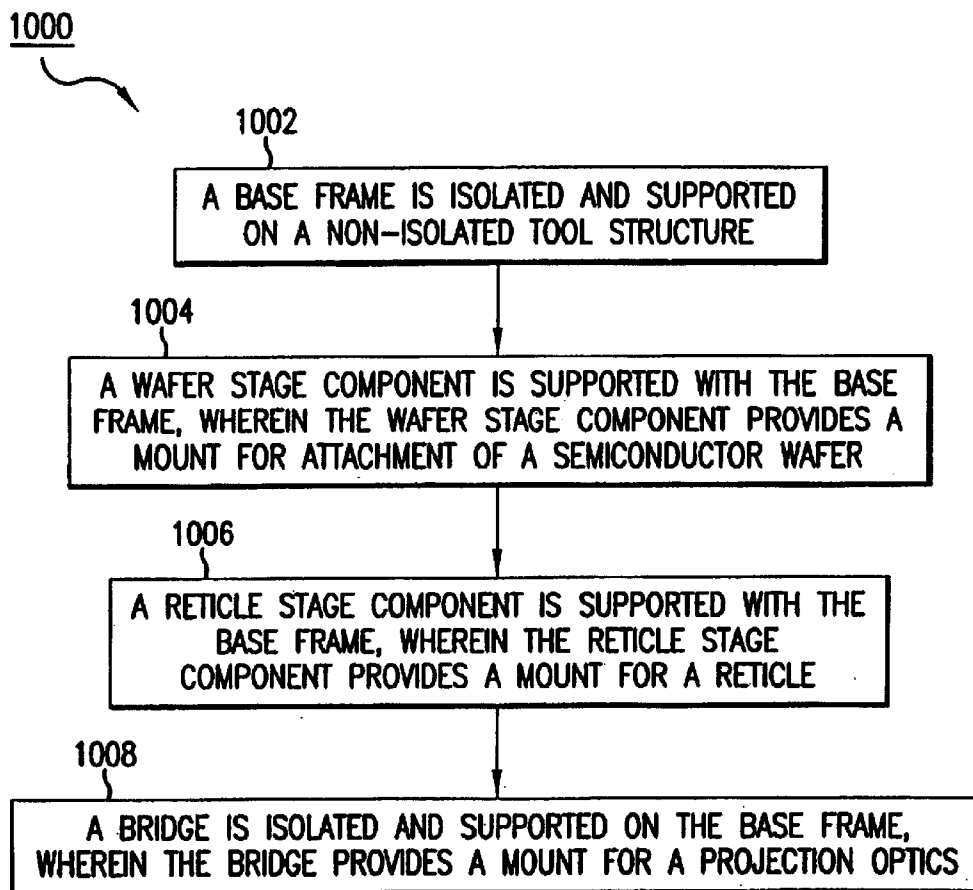 1000
1002
A BASE FRAME IS ISOLATED AND SUPPORTED
ON A NON-ISOLATED TOOL STRUCTURE
1004
A WAFER STAGE COMPONENT IS SUPPORTED WITH THE BASE
FRAME, WHEREIN THE WAFER STAGE COMPONENT PROVIDES A
MOUNT FOR ATTACHMENT OF A SEMICONDUCTOR WAFER
1006
A RETICLE STAGE COMPONENT IS SUPPORTED WITH THE
BASE FRAME, WHEREIN THE RETICLE STAGE
COMPONENT PROVIDES A MOUNT FOR A RETICLE
1008
A BRIDGE IS ISOLATED AND SUPPORTED ON THE BASE FRAME,
WHEREIN THE BRIDGE PROVIDES A MOUNT FOR A PROJECTION OPTICS